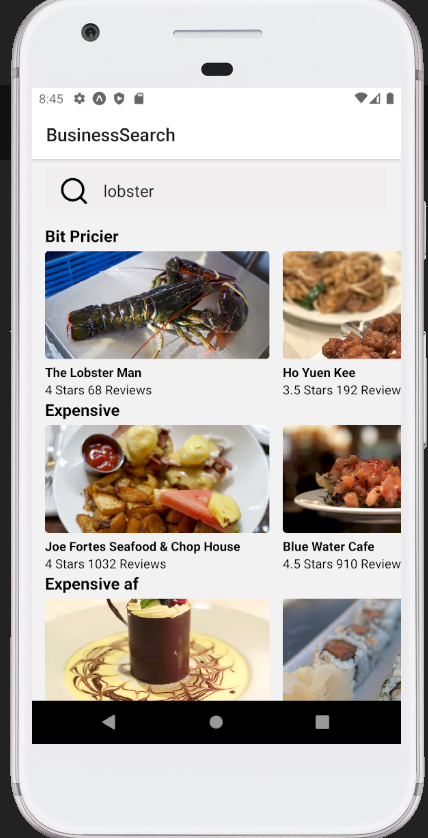 8:45
BusinessSearch
lobster
Bit Pricier
The Lobster Man
4 Stars 68 Reviews
Ho Yuen Kee
3.5 Stars 192 Review
Expensive
Joe Fortes Seafood & Chop House
4 Stars 1032 Reviews
Blue Water Cafe
4.5 Stars 910 Review
Expensive af